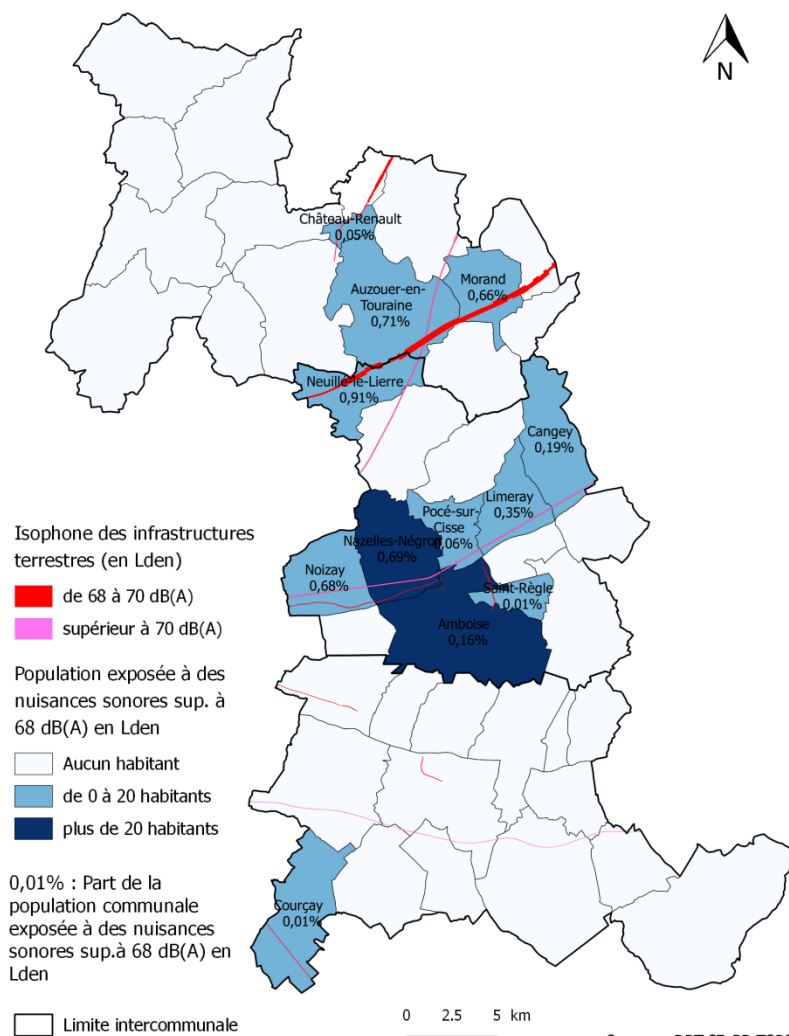 N
Château-Renault
0,05%
Auzouer-en-
Touraine
0,71%
Morand
0,66%
Neuillé-le-Lierre
0,91%
Cangey
0,19%
Limeray
0,35%
Pocé-sur-
Cisse
0,06%
Nazelles-Négron
0,69%
Noizay
0,68%
Saint-Règle
0,01%
Amboise
0,16%
Courçay
0,01%
Isophone des infrastructures
terrestres (en Lden)
de 68 à 70 dB(A)
supérieur à 70 dB(A)
Population exposée à des
nuisances sonores sup. à
68 dB(A) en Lden
Aucun habitant
de 0 à 20 habitants
plus de 20 habitants
0,01% : Part de la
population communale
exposée à des nuisances
sonores sup.à 68 dB(A) en
Lden
Limite intercommunale
0 2.5 5 km